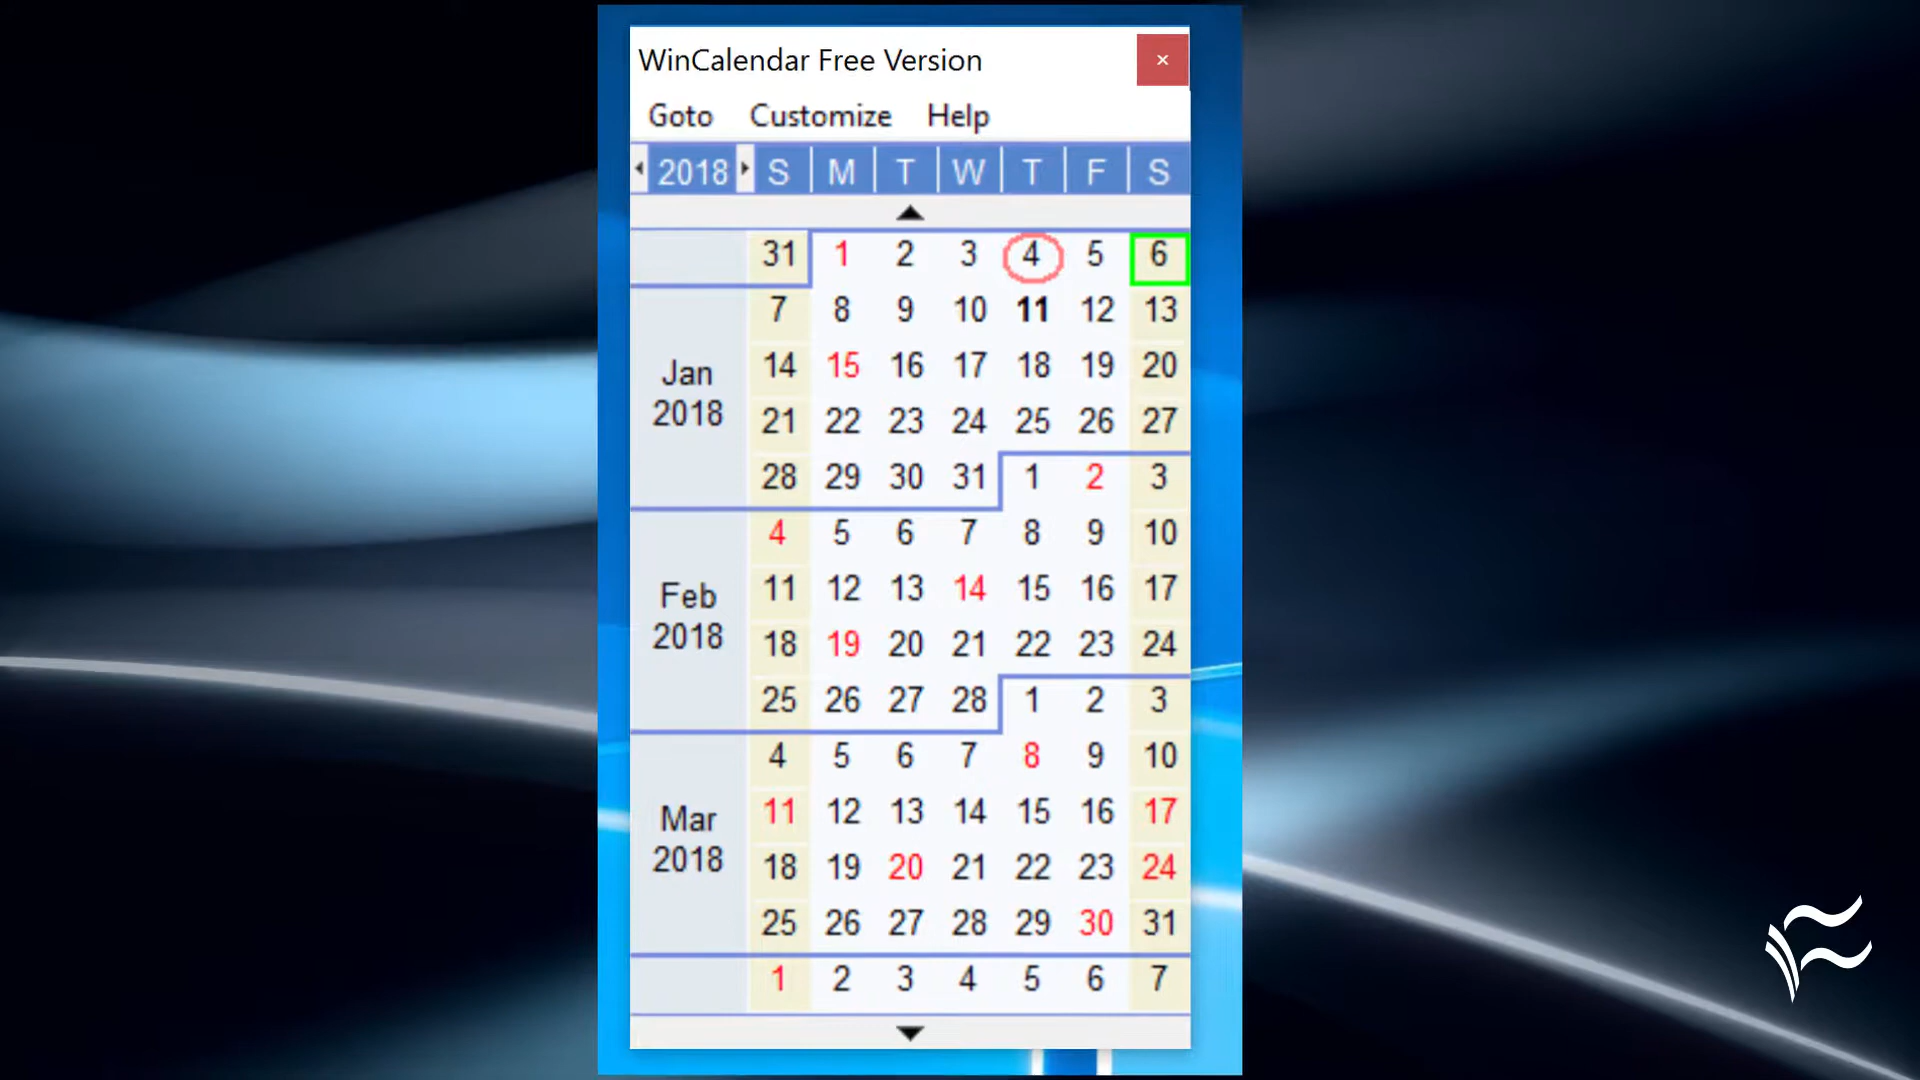 WinCalendar Free Version ×
Goto Customize Help
2018 S M T W T F S
31 1 2 3 4 5 6
7 8 9 10 11 12 13
Jan 2018
14 15 16 17 18 19 20
21 22 23 24 25 26 27
28 29 30 31 1 2 3
4 5 6 7 8 9 10
Feb 2018
11 12 13 14 15 16 17
18 19 20 21 22 23 24
25 26 27 28 1 2 3
4 5 6 7 8 9 10
Mar 2018
11 12 13 14 15 16 17
18 19 20 21 22 23 24
25 26 27 28 29 30 31
1 2 3 4 5 6 7